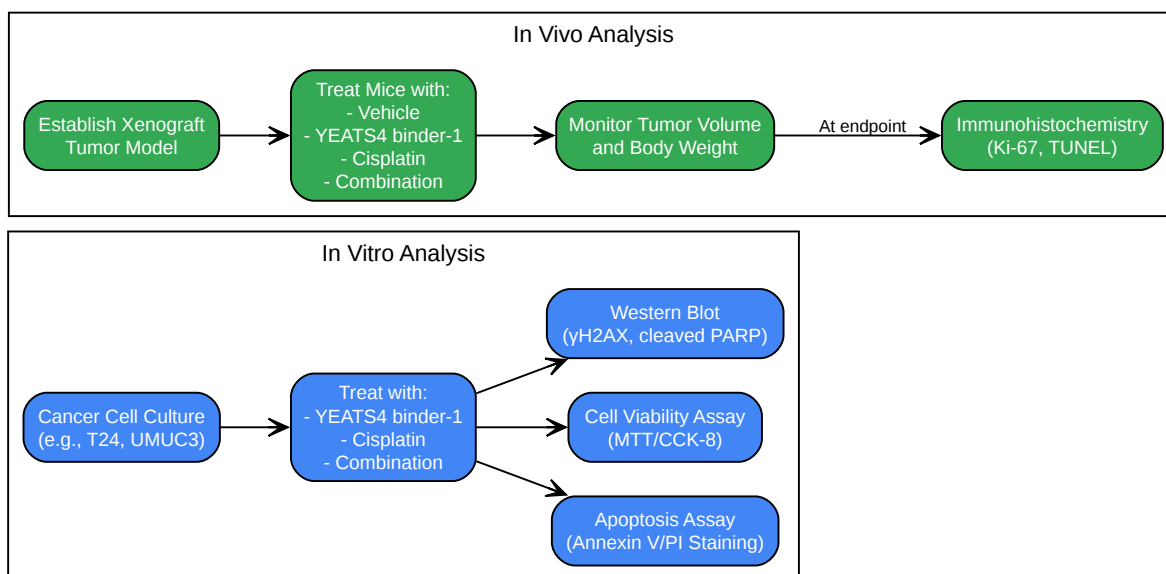 In Vivo Analysis
Establish Xenograft
Tumor Model
Treat Mice with:
- Vehicle
- YEATS4 binder-1
- Cisplatin
- Combination
Monitor Tumor Volume
and Body Weight
At endpoint
Immunohistochemistry
(Ki-67, TUNEL)
In Vitro Analysis
Cancer Cell Culture
(e.g., T24, UMUC3)
Treat with:
- YEATS4 binder-1
- Cisplatin
- Combination
Western Blot
(γH2AX, cleaved PARP)
Cell Viability Assay
(MTT/CCK-8)
Apoptosis Assay
(Annexin V/PI Staining)